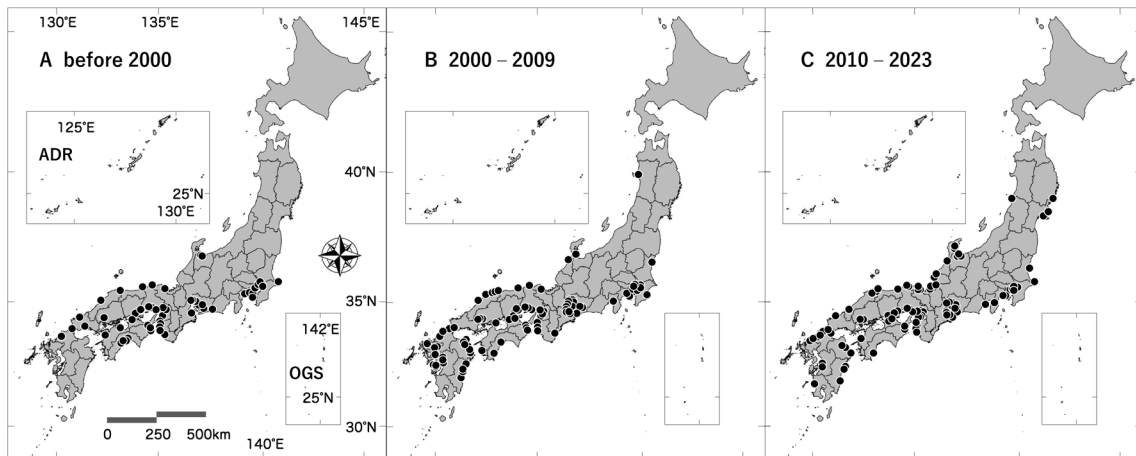 130°E 135°E 145°E
A before 2000
B 2000 – 2009
C 2010 – 2023
125°E
ADR
25°N
130°E
40°N
35°N
142°E
OGS
25°N
0 250 500km
140°E
30°N